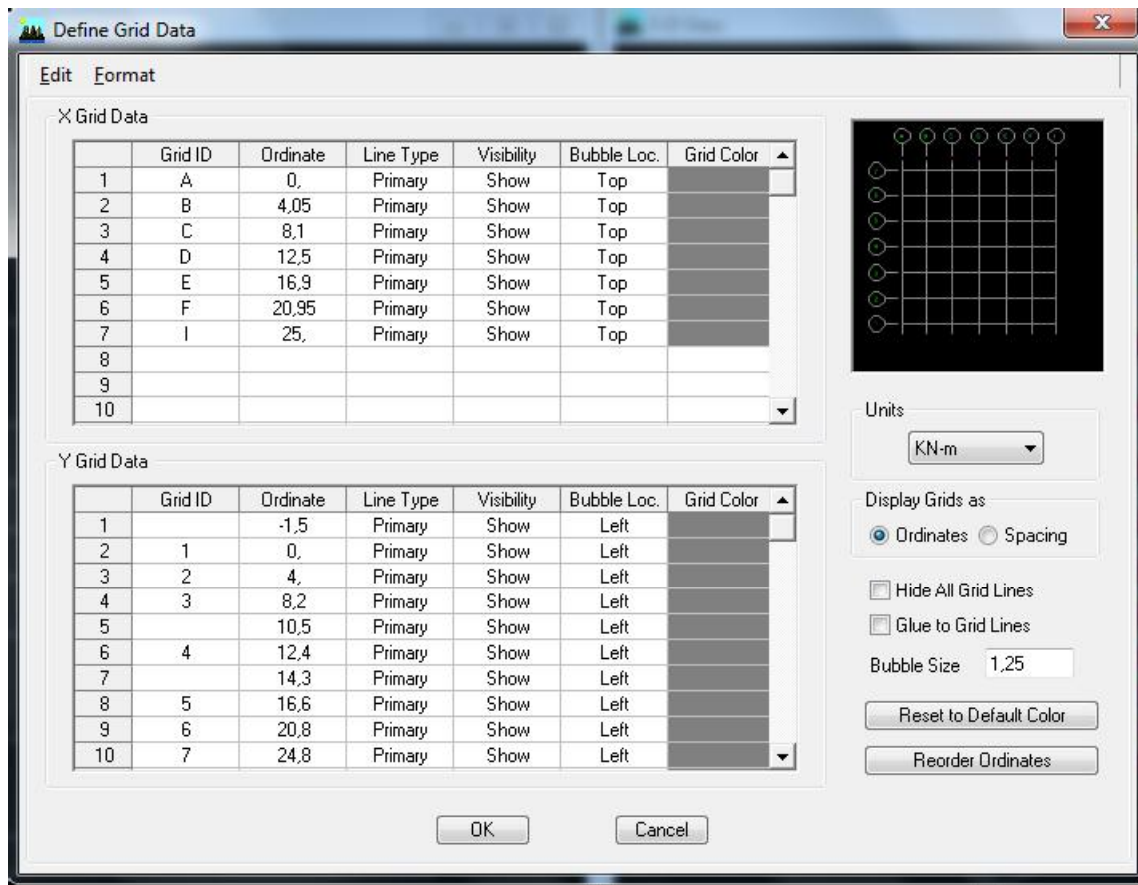 Define Grid Data
Edit Format
X Grid Data
Grid ID Ordinate Line Type Visibility Bubble Loc. Grid Color
1 A 0, Primary Show Top
2 B 4,05 Primary Show Top
3 C 8,1 Primary Show Top
4 D 12,5 Primary Show Top
5 E 16,9 Primary Show Top
6 F 20,95 Primary Show Top
7 I 25, Primary Show Top
8
9
10
Y Grid Data
Grid ID Ordinate Line Type Visibility Bubble Loc. Grid Color
1 -1,5 Primary Show Left
2 1 0, Primary Show Left
3 2 4, Primary Show Left
4 3 8,2 Primary Show Left
5 10,5 Primary Show Left
6 4 12,4 Primary Show Left
7 14,3 Primary Show Left
8 5 16,6 Primary Show Left
9 6 20,8 Primary Show Left
10 7 24,8 Primary Show Left
Units
KN-m
Display Grids as
Ordinates Spacing
Hide All Grid Lines
Glue to Grid Lines
Bubble Size 1,25
Reset to Default Color
Reorder Ordinates
OK Cancel